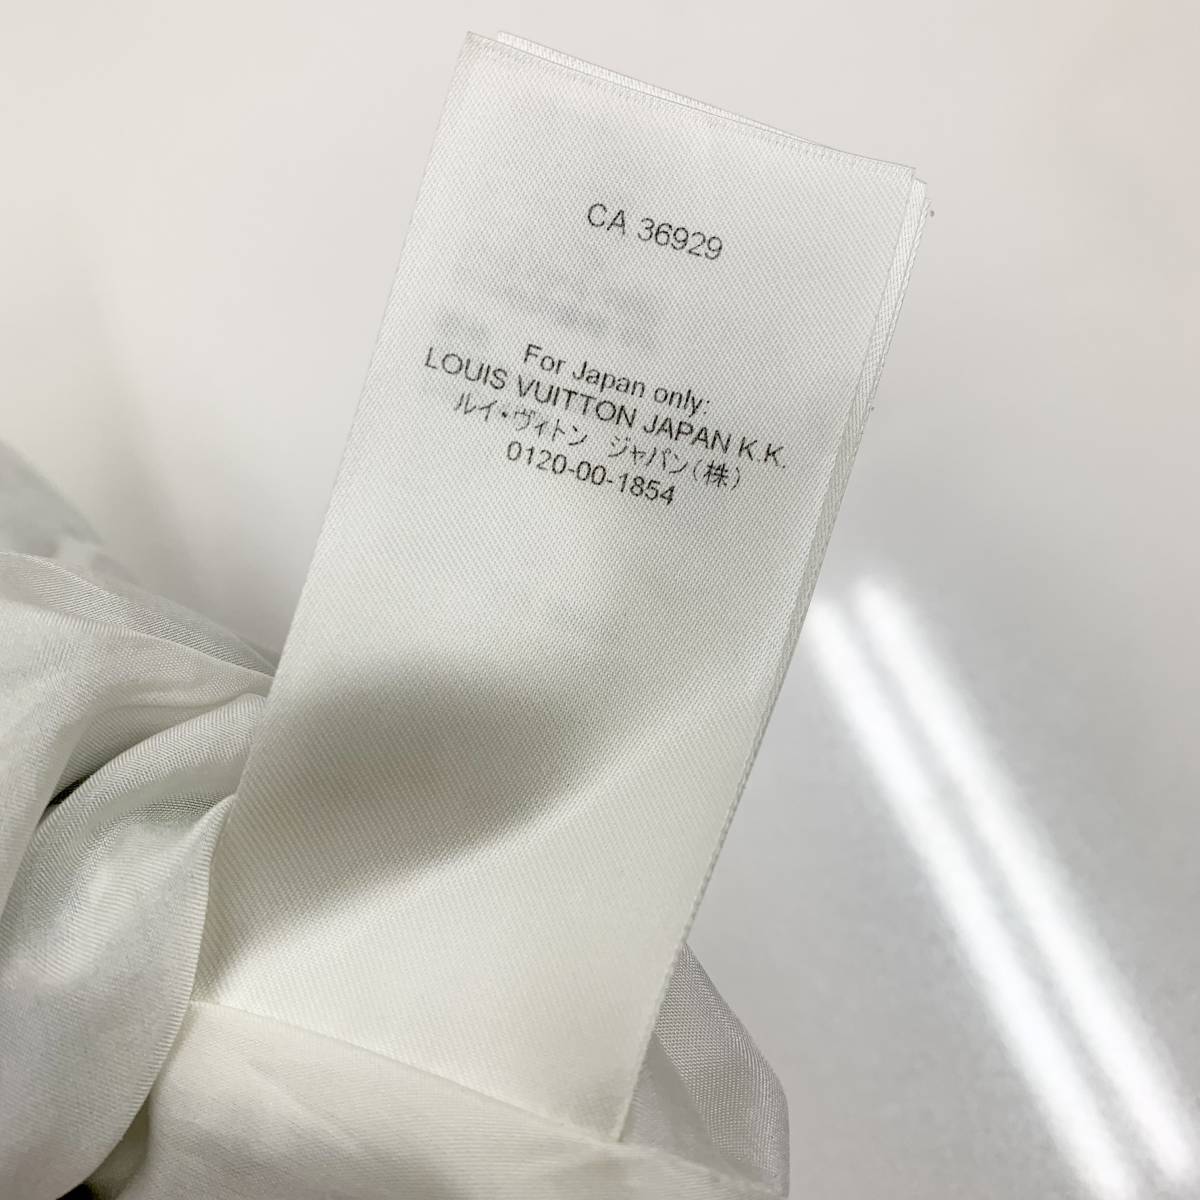 CA 36929
For Japan only:
LOUIS VUITTON JAPAN K.K.
ルイ・ヴィトン ジャパン(株)
0120-00-1854